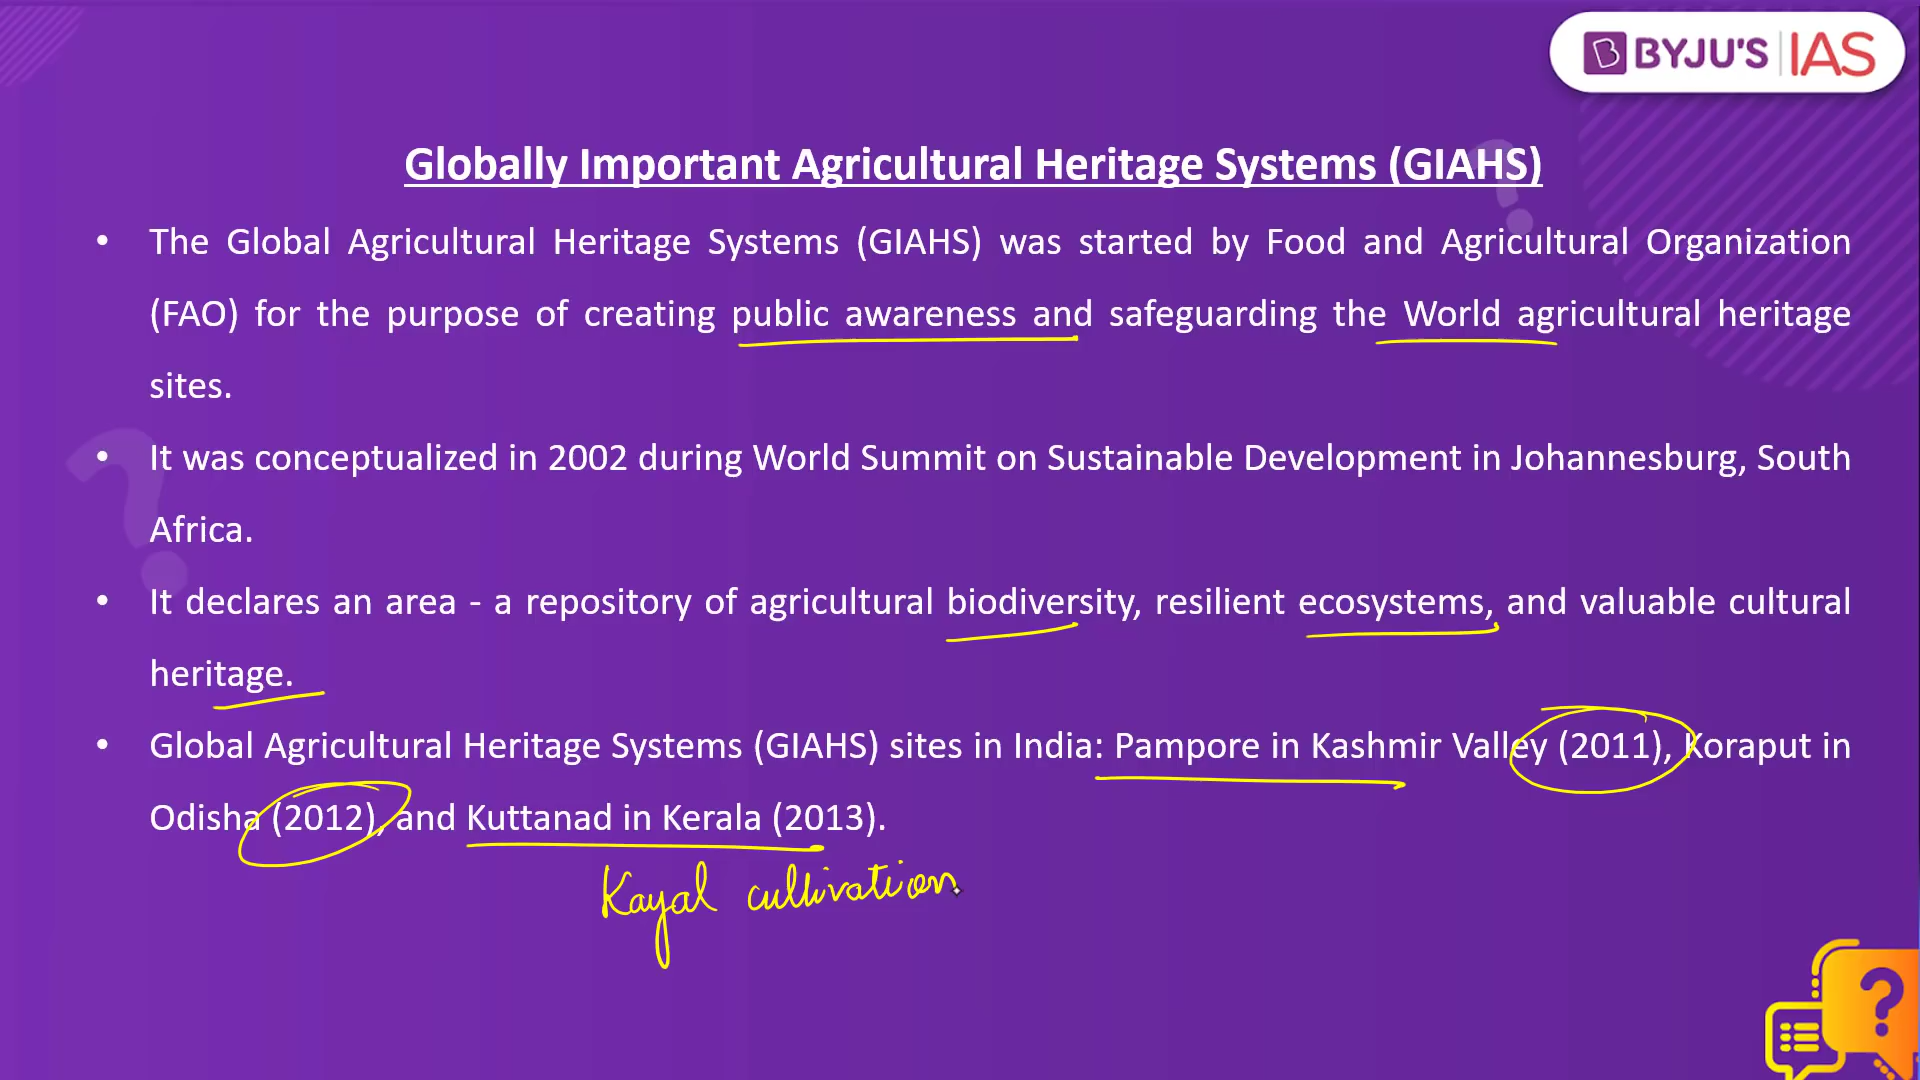 BYJU'S IAS
Globally Important Agricultural Heritage Systems (GIAHS)
• The Global Agricultural Heritage Systems (GIAHS) was started by Food and Agricultural Organization
(FAO) for the purpose of creating public awareness and safeguarding the World agricultural heritage
sites.
• It was conceptualized in 2002 during World Summit on Sustainable Development in Johannesburg, South
Africa.
• It declares an area - a repository of agricultural biodiversity, resilient ecosystems, and valuable cultural
heritage.
• Global Agricultural Heritage Systems (GIAHS) sites in India: Pampore in Kashmir Valley (2011), Koraput in
Odisha (2012), and Kuttanad in Kerala (2013).
Kayal cultivation